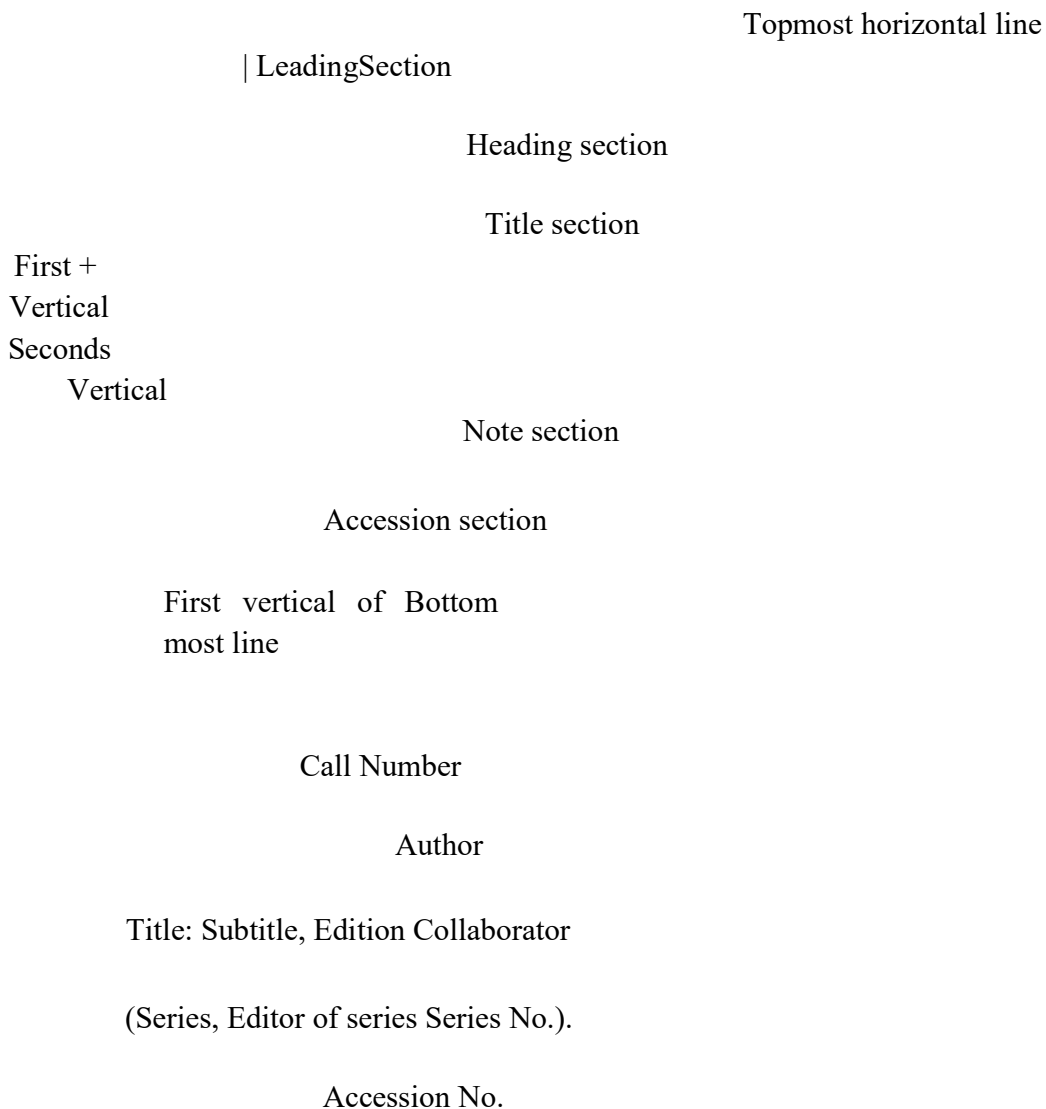 Topmost horizontal line
| LeadingSection
Heading section
Title section
First +
Vertical
Seconds
Vertical
Note section
Accession section
First vertical of Bottom
most line
Call Number
Author
Title: Subtitle, Edition Collaborator
(Series, Editor of series Series No.).
Accession No.